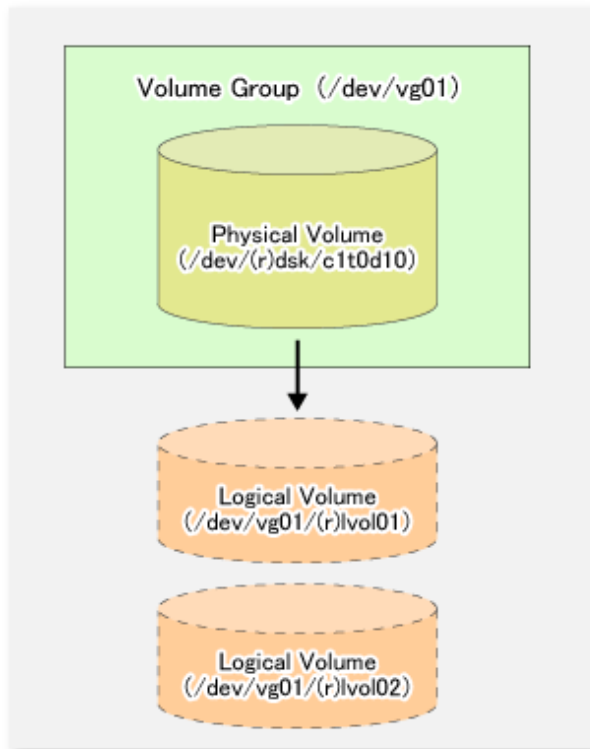 Volume Group (/dev/vg01)
Physical Volume
(/dev/(r)dsk/c1t0d10)
Logical Volume
(/dev/vg01/(r)lvol01)
Logical Volume
(/dev/vg01/(r)lvol02)